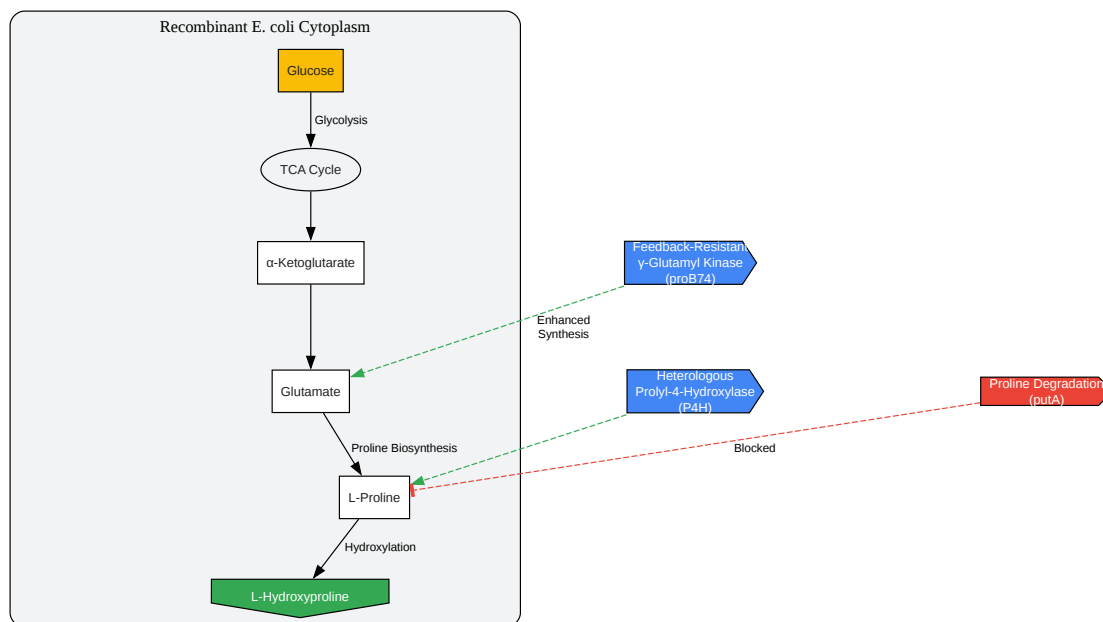 Recombinant E. coli Cytoplasm
Glucose
Glycolysis
TCA Cycle
α-Ketoglutarate
Feedback-Resistant
γ-Glutamyl Kinase
(proB74)
Enhanced
Synthesis
Glutamate
Heterologous
Prolyl-4-Hydroxylase
(P4H)
Proline Degradation
(putA)
Proline Biosynthesis
Blocked
L-Proline
Hydroxylation
L-Hydroxyproline